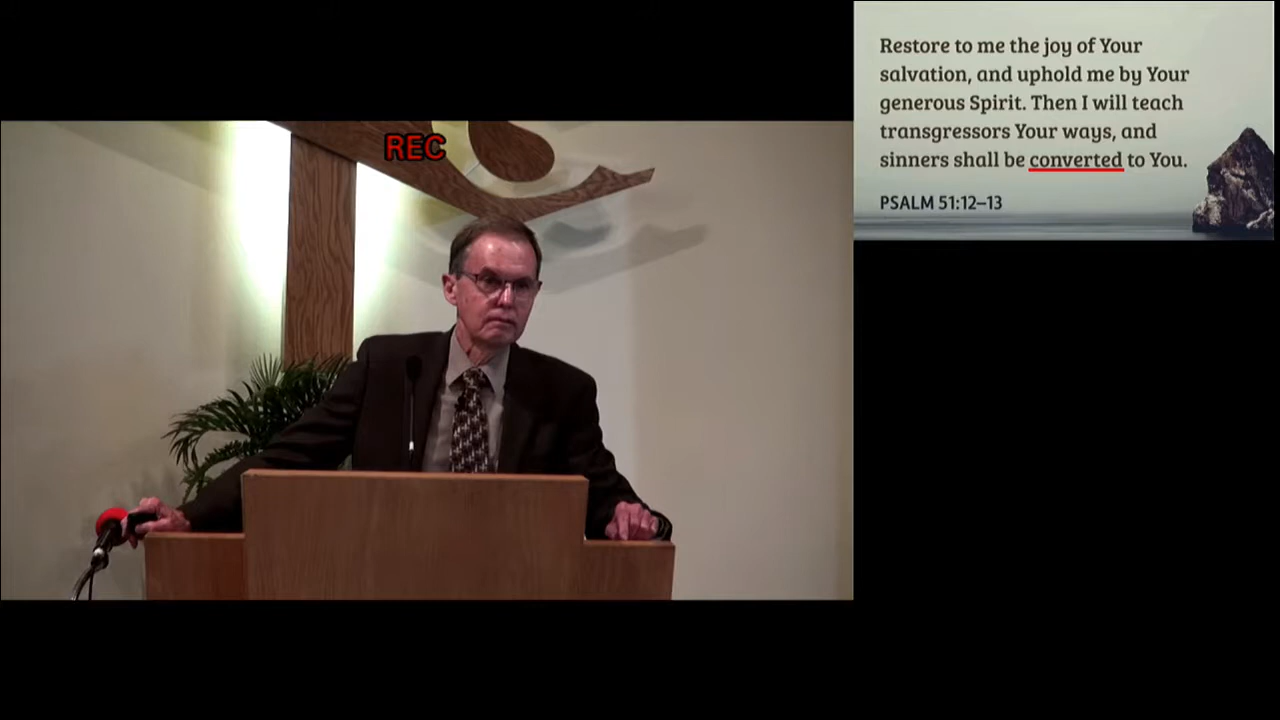 REC
Restore to me the joy of Your
salvation, and uphold me by Your
generous Spirit. Then I will teach
transgressors Your ways, and
sinners shall be converted to You.
PSALM 51:12–13